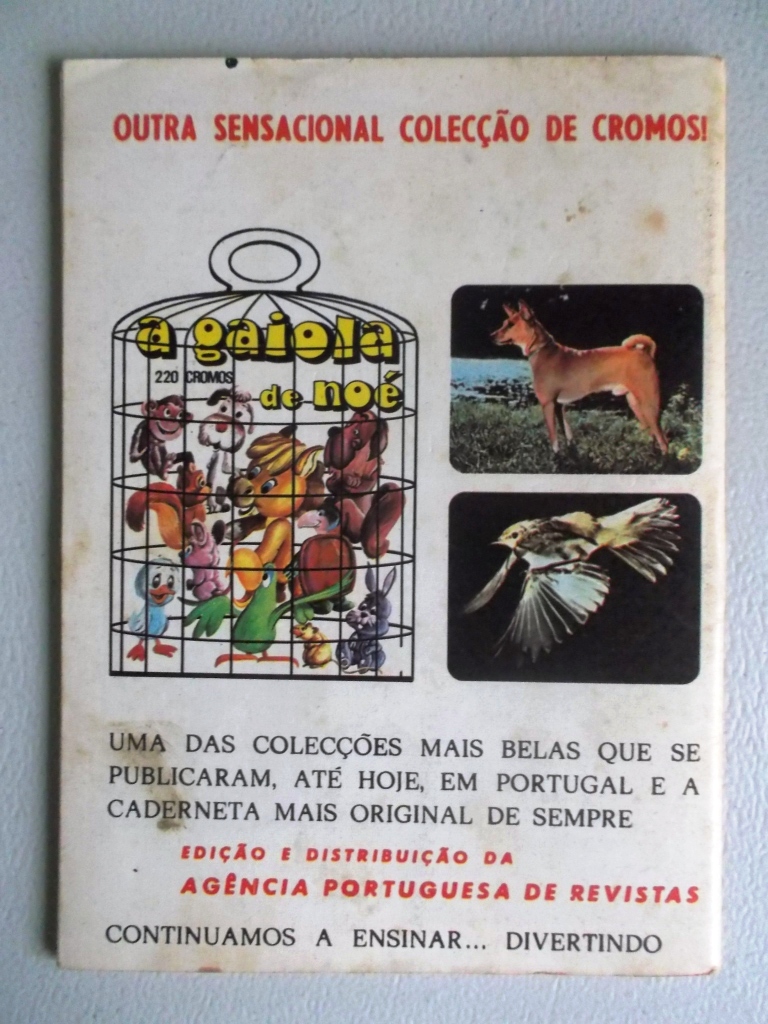 OUTRA SENSACIONAL COLECÇÃO DE CROMOS!
a gaiola
220 CROMOS
de noé
UMA DAS COLECÇÕES MAIS BELAS QUE SE
PUBLICARAM, ATÉ HOJE, EM PORTUGAL E A
CADERNETA MAIS ORIGINAL DE SEMPRE
EDIÇÃO E DISTRIBUIÇÃO DA
AGÊNCIA PORTUGUESA DE REVISTAS
CONTINUAMOS A ENSINAR... DIVERTINDO